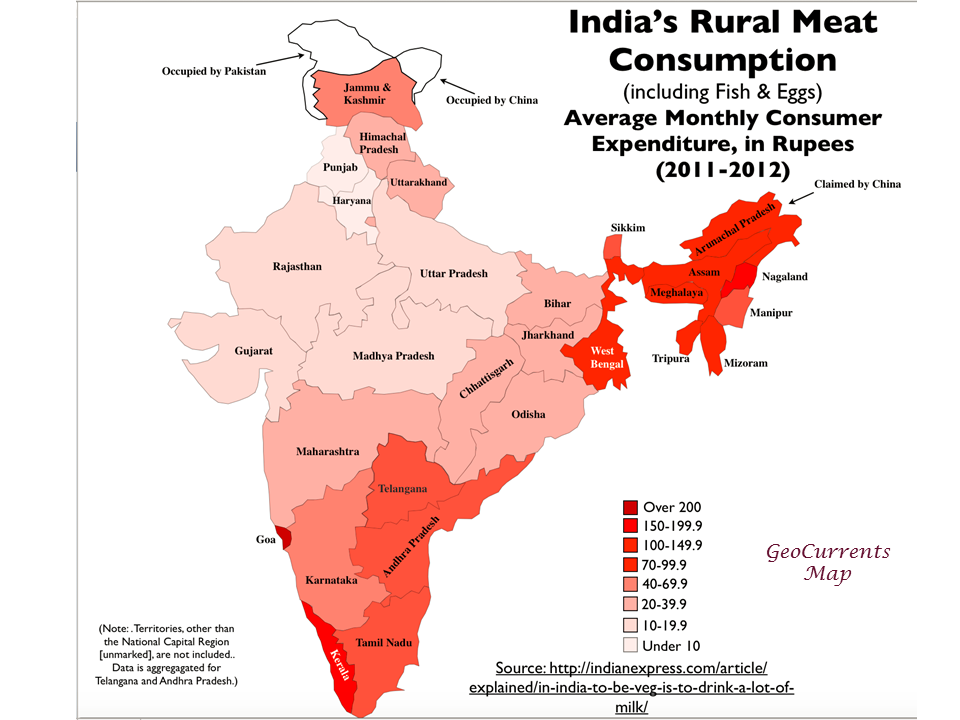 India's Rural Meat
Consumption
(including Fish & Eggs)
Average Monthly Consumer
Expenditure, in Rupees
(2011-2012)
Occupied by Pakistan
Occupied by China
Claimed by China
Jammu &
Kashmir
Himachal
Pradesh
Punjab
Uttarakhand
Haryana
Sikkim
Arunachal Pradesh
Rajasthan
Uttar Pradesh
Assam
Nagaland
Meghalaya
Bihar
Manipur
Jharkhand
Gujarat
Madhya Pradesh
West
Bengal
Tripura
Mizoram
Chhattisgarh
Odisha
Maharashtra
Telangana
Goa
Andhra Pradesh
Karnataka
Tamil Nadu
Kerala
Over 200
150-199.9
100-149.9
70-99.9
40-69.9
20-39.9
10-19.9
Under 10
GeoCurrents
Map
(Note: .Territories, other than
the National Capital Region
[unmarked], are not included..
Data is aggragated for
Telangana and Andhra Pradesh.)
Source: http://indianexpress.com/article/
explained/in-india-to-be-veg-is-to-drink-a-lot-of-
milk/